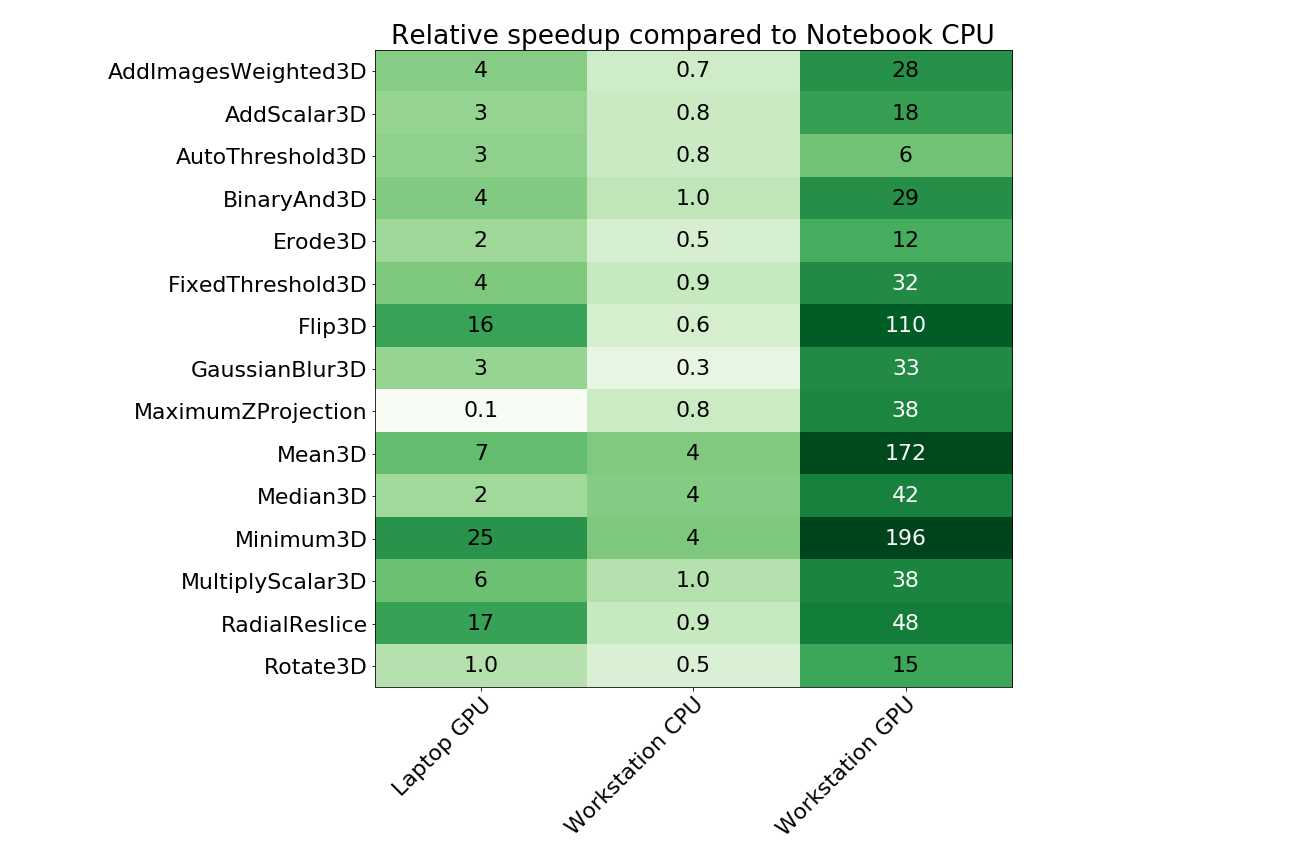 Relative speedup compared to Notebook CPU
AddImagesWeighted3D 4 0.7 28
AddScalar3D 3 0.8 18
AutoThreshold3D 3 0.8 6
BinaryAnd3D 4 1.0 29
Erode3D 2 0.5 12
FixedThreshold3D 4 0.9 32
Flip3D 16 0.6 110
GaussianBlur3D 3 0.3 33
MaximumZProjection 0.1 0.8 38
Mean3D 7 4 172
Median3D 2 4 42
Minimum3D 25 4 196
MultiplyScalar3D 6 1.0 38
RadialReslice 17 0.9 48
Rotate3D 1.0 0.5 15
Laptop GPU
Workstation CPU
Workstation GPU